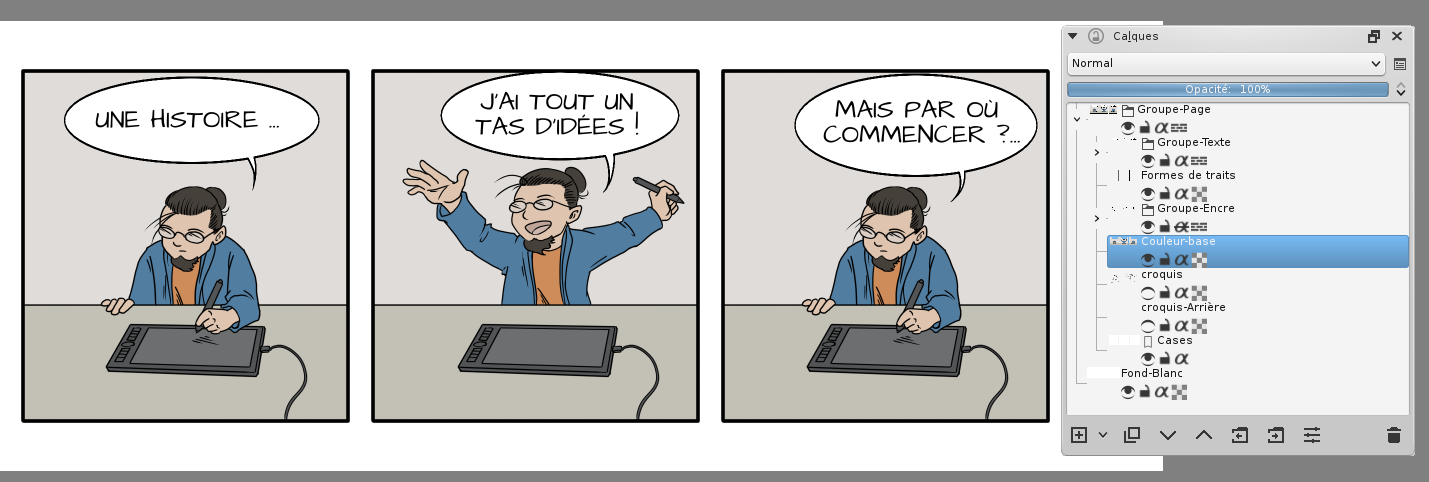 UNE HISTOIRE ...
J'AI TOUT UN
TAS D'IDÉES !
MAIS PAR OÙ
COMMENCER ?...
Calques
Normal
Opacité: 100%
Groupe-Page
Groupe-Texte
Formes de traits
Groupe-Encre
Couleur-base
croquis
croquis-Arrière
Cases
Fond-Blanc